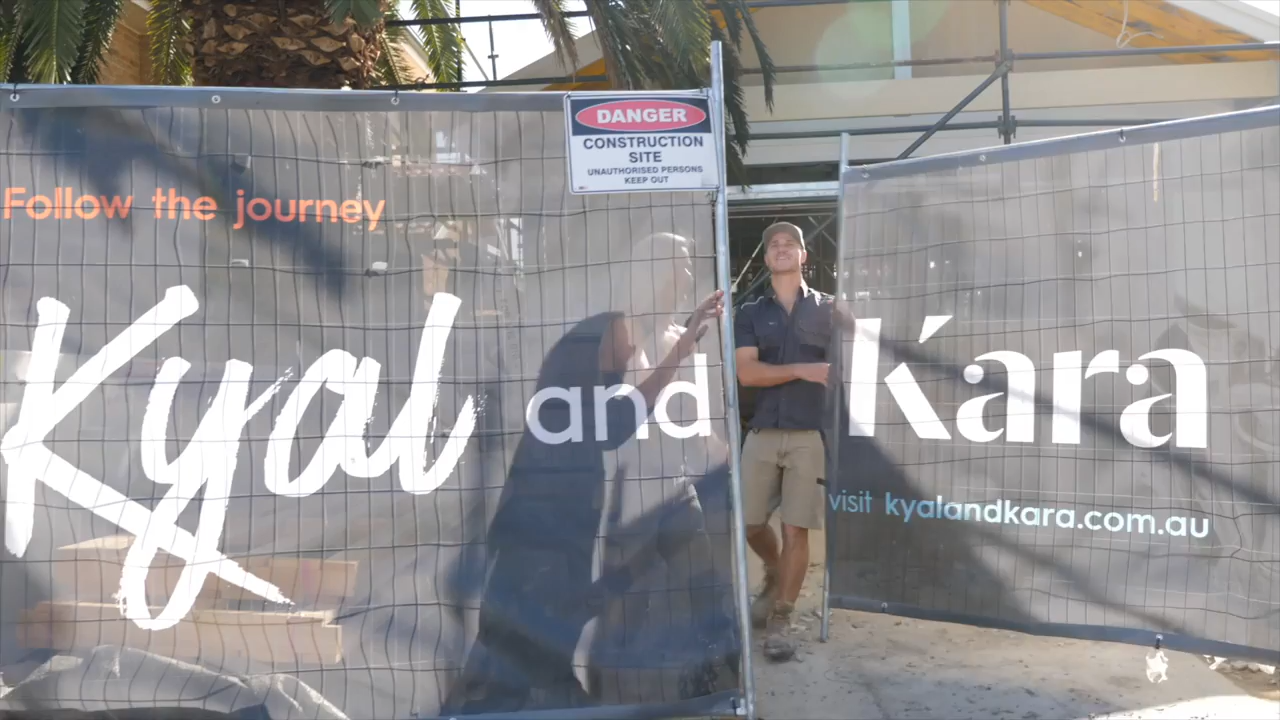 DANGER
CONSTRUCTION
SITE
UNAUTHORISED PERSONS
KEEP OUT
Follow the journey
Kyal and Kara
visit kyalandkara.com.au